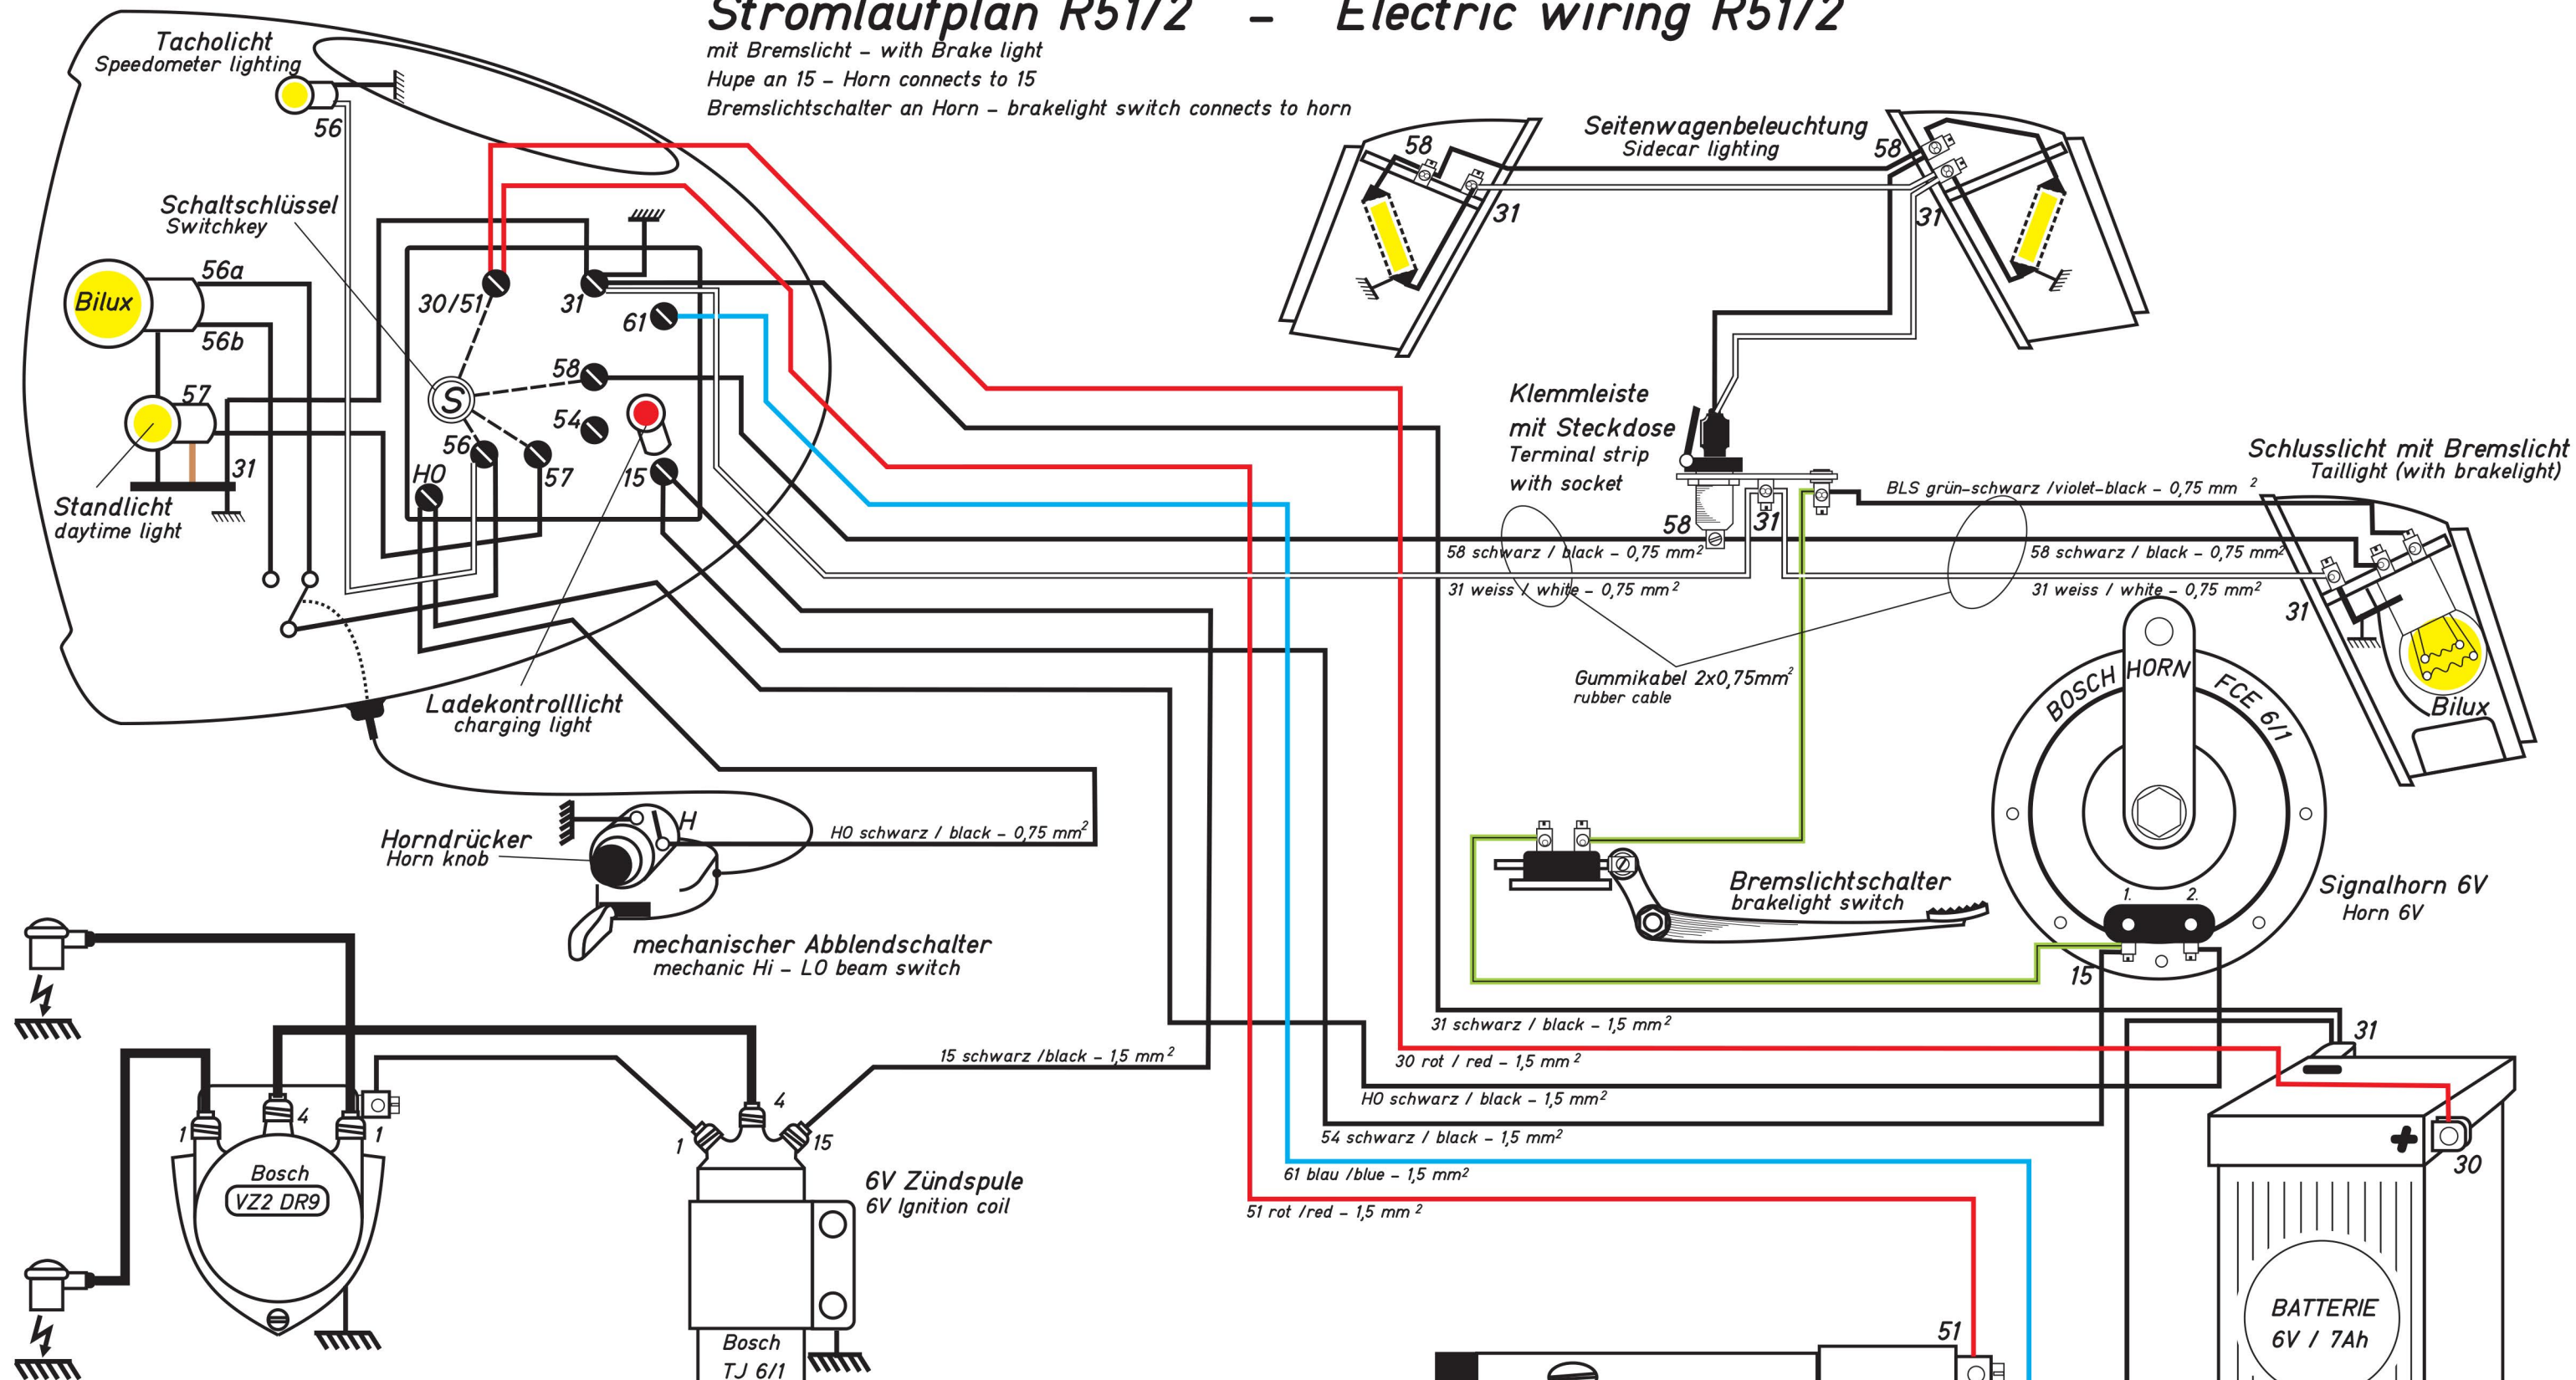 Stromlaufplan R51/2 - Electric wiring R51/2
mit Bremslicht - with Brake light
Hupe an 15 - Horn connects to 15
Bremslichtschalter an Horn - brakelight switch connects to horn
Tacholicht
Speedometer lighting
56
Schaltschlüssel
Switchkey
56a
Bilux
56b
57
31
Standlicht
daytime light
30/51
31
61
58
S
54
56
57
HO
15
Ladekontrolllicht
charging light
Seitenwagenbeleuchtung
Sidecar lighting
58
31
58
31
Klemmleiste
mit Steckdose
Terminal strip
with socket
58
31
Schlusslicht mit Bremslicht
Taillight (with brakelight)
BLS grün-schwarz /violet-black - 0,75 mm 2
58 schwarz / black - 0,75 mm2
58 schwarz / black - 0,75 mm2
31 weiss / white - 0,75 mm2
31 weiss / white - 0,75 mm2
31
Bilux
Gummikabel 2x0,75mm2
rubber cable
BOSCH HORN FCE 6/1
1. 2.
15
Signalhorn 6V
Horn 6V
Bremslichtschalter
brakelight switch
Horndrücker
Horn knob
H
HO schwarz / black - 0,75 mm2
mechanischer Abblendschalter
mechanic Hi - LO beam switch
15 schwarz /black - 1,5 mm2
31 schwarz / black - 1,5 mm2
30 rot / red - 1,5 mm2
HO schwarz / black - 1,5 mm2
54 schwarz / black - 1,5 mm2
61 blau /blue - 1,5 mm2
51 rot /red - 1,5 mm 2
1
4
1
Bosch
VZ2 DR9
1
4
15
6V Zündspule
6V Ignition coil
Bosch
TJ 6/1
51
31
30
BATTERIE
6V / 7Ah